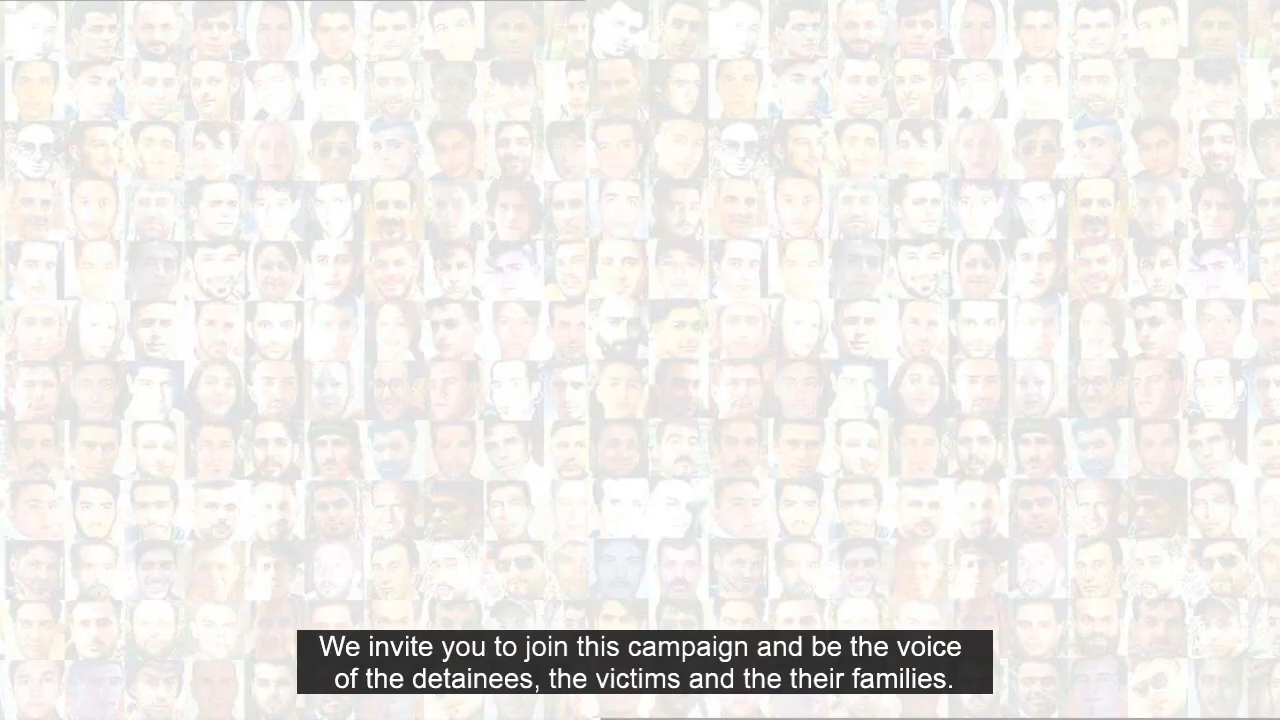 We invite you to join this campaign and be the voice
of the detainees, the victims and the their families.